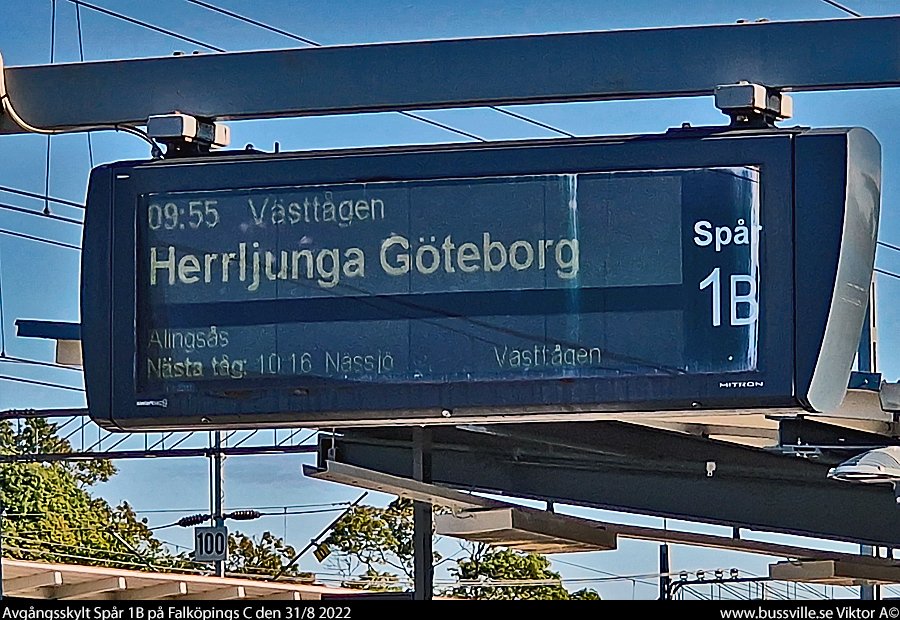 09:55 Västtågen
Herrljunga Göteborg
Spår
1B
Alingsås
Nästa tåg: 10:16 Nässjö Västtågen
MITRON
100
Avgångsskylt Spår 1B på Falköpings C den 31/8 2022
www.bussville.se Viktor A©